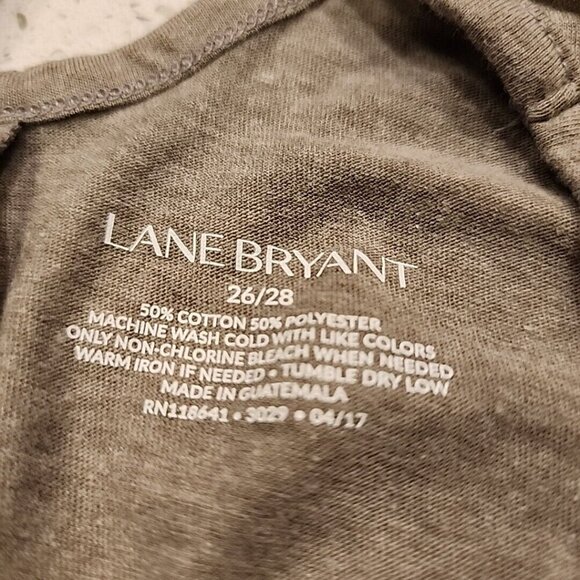 LANE BRYANT
26/28
50% COTTON 50% POLYESTER
MACHINE WASH COLD WITH LIKE COLORS
ONLY NON-CHLORINE BLEACH WHEN NEEDED
WARM IRON IF NEEDED • TUMBLE DRY LOW
MADE IN GUATEMALA
RN118641 • 3029 • 04/17